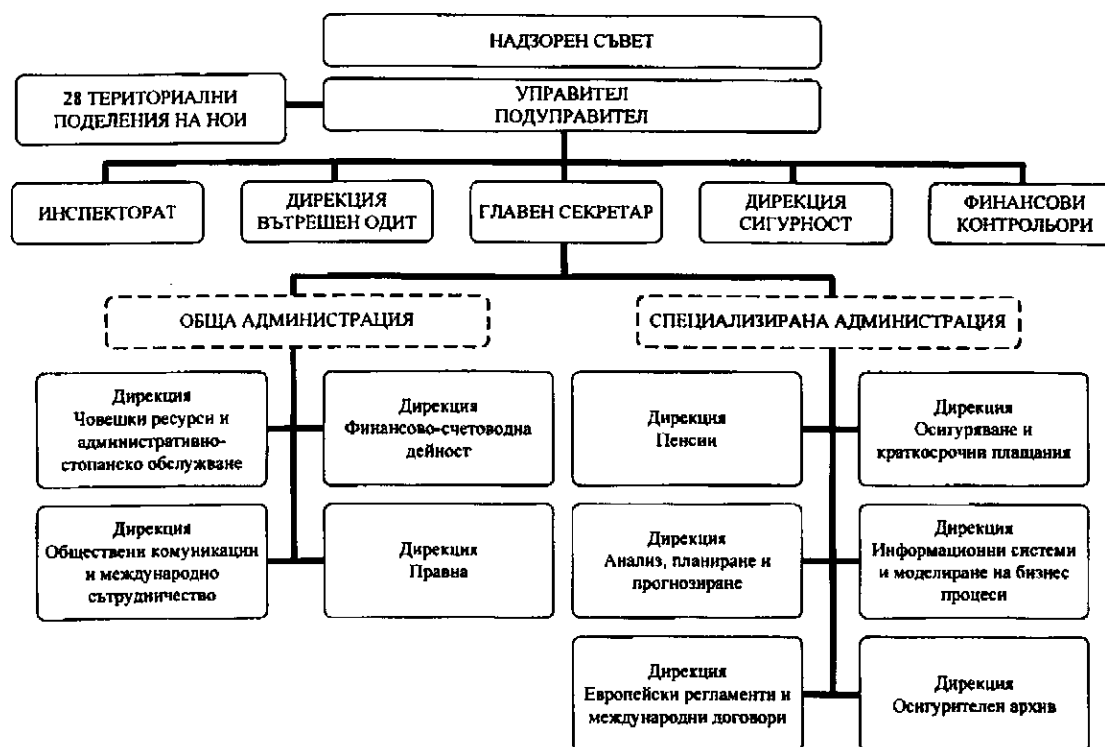 НАДЗОРЕН СЪВЕТ
28 ТЕРИТОРИАЛНИ
ПОДЕЛЕНИЯ НА НОИ
УПРАВИТЕЛ
ПОДУПРАВИТЕЛ
ИНСПЕКТОРАТ
ДИРЕКЦИЯ
ВЪТРЕШЕН ОДИТ
ГЛАВЕН СЕКРЕТАР
ДИРЕКЦИЯ
СИГУРНОСТ
ФИНАНСОВИ
КОНТРОЛЬОРИ
ОБЩА АДМИНИСТРАЦИЯ
СПЕЦИАЛИЗИРАНА АДМИНИСТРАЦИЯ
Дирекция
Човешки ресурси и
административно-
стопанско обслужване
Дирекция
Финансово-счетоводна
дейност
Дирекция
Пенсии
Дирекция
Осигуряване и
краткосрочни плащания
Дирекция
Обществени комуникации
и международно
сътрудничество
Дирекция
Правна
Дирекция
Анализ, планиране и
прогнозиране
Дирекция
Информационни системи
и моделиране на бизнес
процеси
Дирекция
Европейски регламенти и
международни договори
Дирекция
Осигурителен архив